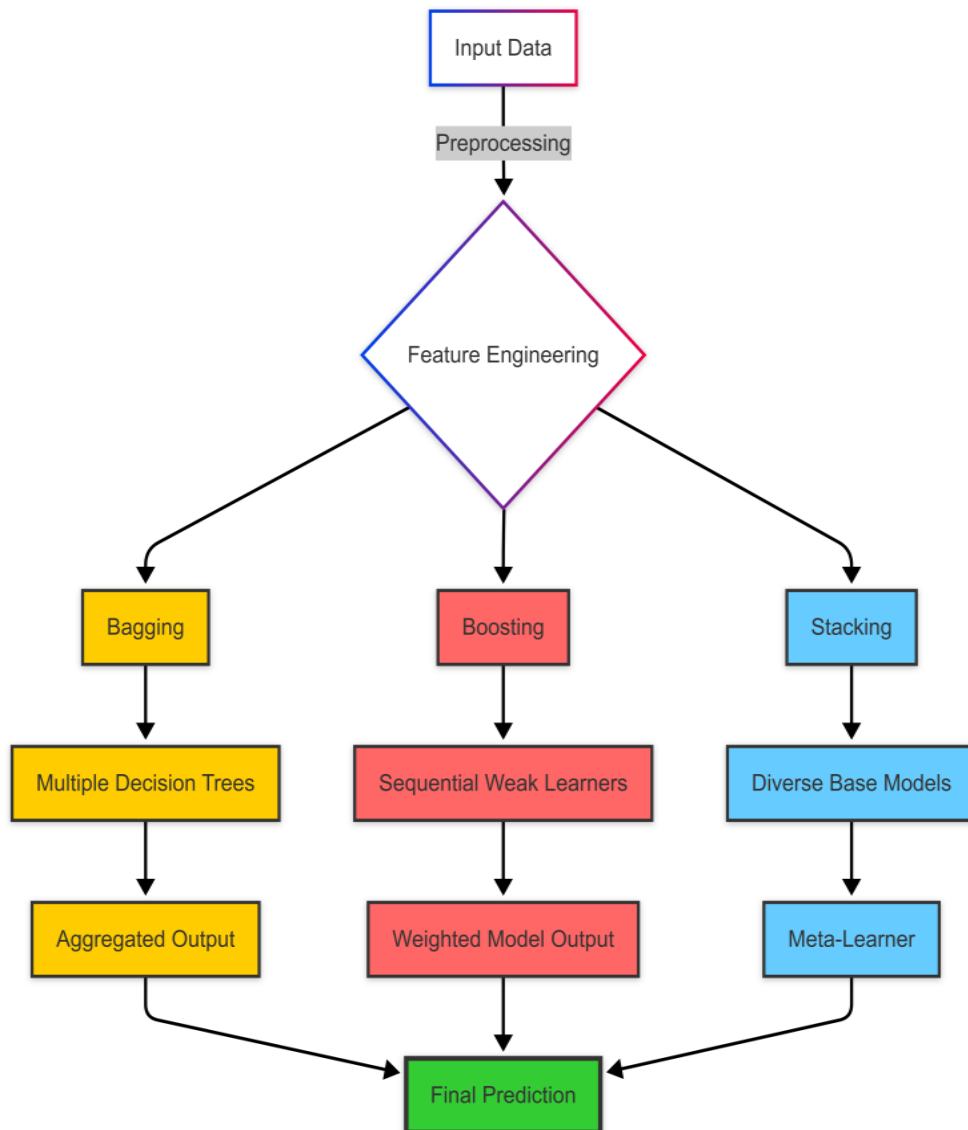 Input Data
Preprocessing
Feature Engineering
Bagging
Boosting
Stacking
Multiple Decision Trees
Sequential Weak Learners
Diverse Base Models
Aggregated Output
Weighted Model Output
Meta-Learner
Final Prediction